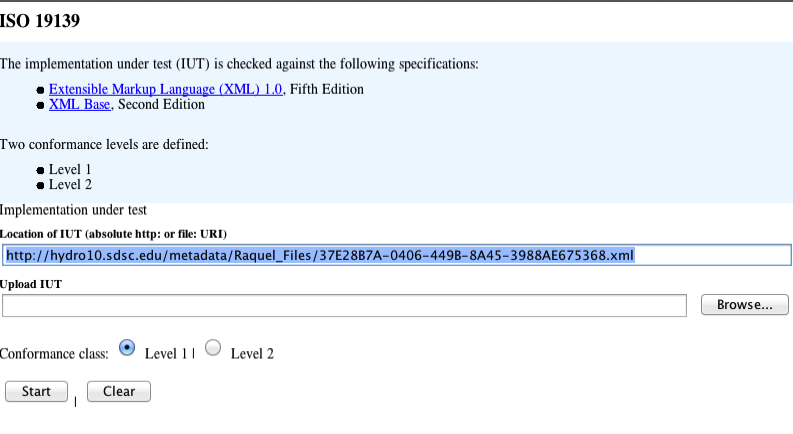 ISO 19139
The implementation under test (IUT) is checked against the following specifications:
Extensible Markup Language (XML) 1.0, Fifth Edition
XML Base, Second Edition
Two conformance levels are defined:
Level 1
Level 2
Implementation under test
Location of IUT (absolute http: or file: URI)
http://hydro10.sdsc.edu/metadata/Raquel_Files/37E28B7A-0406-449B-8A45-3988AE675368.xml
Upload IUT
Browse...
Conformance class: Level 1 | Level 2
Start | Clear